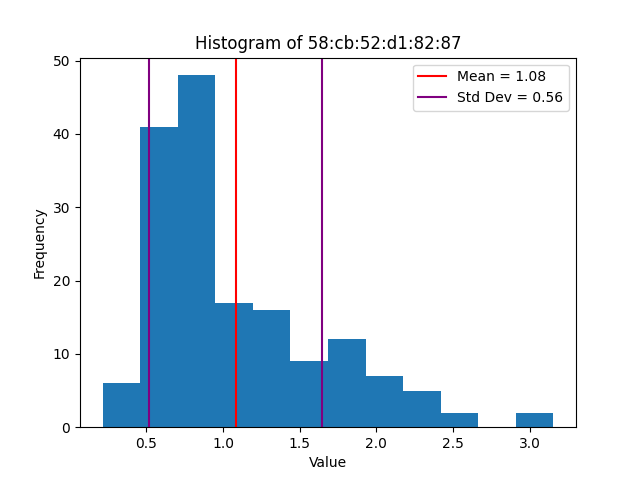 Histogram of 58:cb:52:d1:82:87
Mean = 1.08
Std Dev = 0.56
50
40
30
20
10
0
Frequency
0.5 1.0 1.5 2.0 2.5 3.0
Value